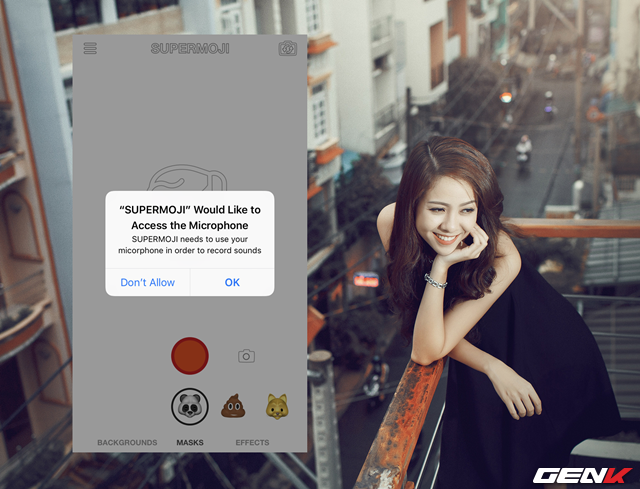 SUPERMOJI
“SUPERMOJI” Would Like to
Access the Microphone
SUPERMOJI needs to use your
micorphone in order to record sounds
Don't Allow
OK
BACKGROUNDS
MASKS
EFFECTS
GENK